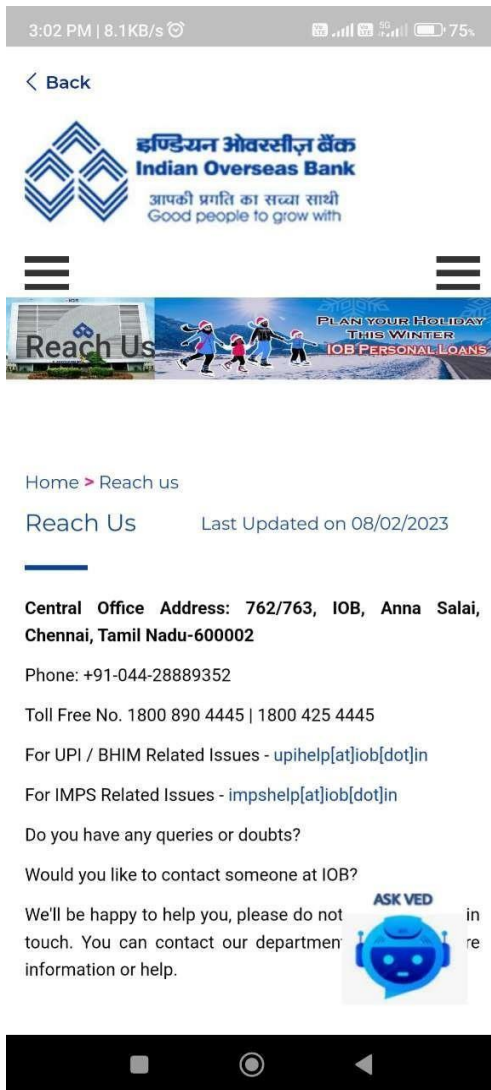 3:02 PM | 8.1KB/s
5G
75%
Back
इण्डियन ओवरसीज़ बैंक
Indian Overseas Bank
आपकी प्रगति का सच्चा साथी
Good people to grow with
Reach Us
PLAN YOUR HOLIDAY
THIS WINTER
IOB PERSONAL LOANS
Home > Reach us
Reach Us Last Updated on 08/02/2023
Central Office Address: 762/763, IOB, Anna Salai,
Chennai, Tamil Nadu-600002
Phone: +91-044-28889352
Toll Free No. 1800 890 4445 | 1800 425 4445
For UPI / BHIM Related Issues - upihelp[at]iob[dot]in
For IMPS Related Issues - impshelp[at]iob[dot]in
Do you have any queries or doubts?
Would you like to contact someone at IOB?
ASK VED
We'll be happy to help you, please do not in
touch. You can contact our departmen re
information or help.